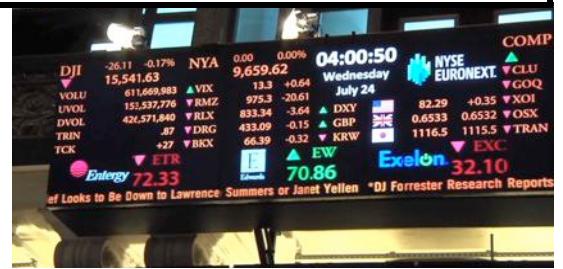 DJI -26.11 -0.17% NYA 0.00 0.00% 04:00:50 NYSE EURONEXT. COMP
15,541.63 9,659.62 Wednesday July 24
VOLU 611,669,983 ▲VIX 13.3 +0.64 ▼CLU
UVOL 153,537,776 ▼RMZ 975.3 -20.61 ▼GOQ
DVOL 426,571,840 ▼RLX 833.34 -3.64 ▲ DXY 82.29 +0.35 ▼XOI
TRIN .87 ▼DRG 433.09 -0.15 ▲ GBP 0.6533 0.6532 ▼OSX
TCK +27 ▼BKX 66.39 -0.32 ▼ KRW 1116.5 1115.5 ▼TRAN
Entergy ▼ ETR 72.33 E Edwards ▲ EW 70.86 Exelon ▼ EXC 32.10
ef Looks to Be Down to Lawrence Summers or Janet Yellen *DJ Forrester Research Reports